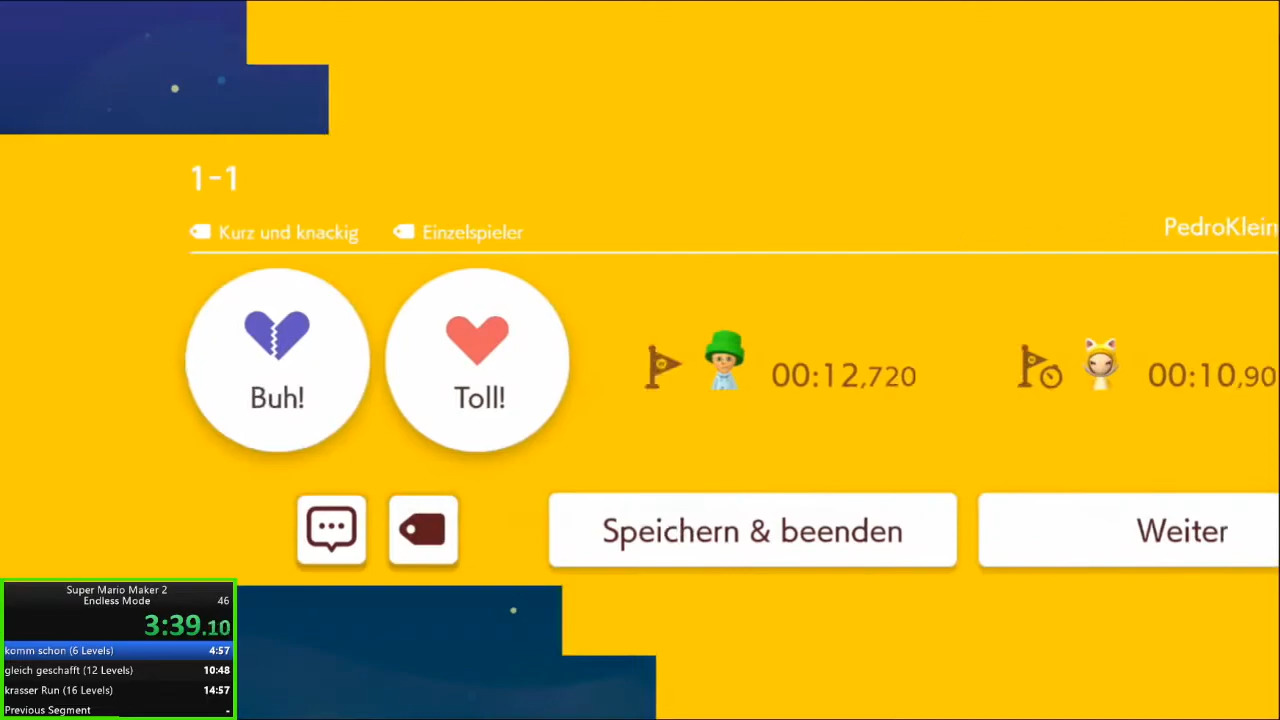 1-1
Kurz und knackig Einzelspieler
PedroKlein
Buh! Toll! 00:12,720 00:10,90
Speichern & beenden Weiter
Super Mario Maker 2
Endless Mode 46
3:39.10
komm schon (6 Levels) 4:57
gleich geschafft (12 Levels) 10:48
krasser Run (16 Levels) 14:57
Previous Segment -